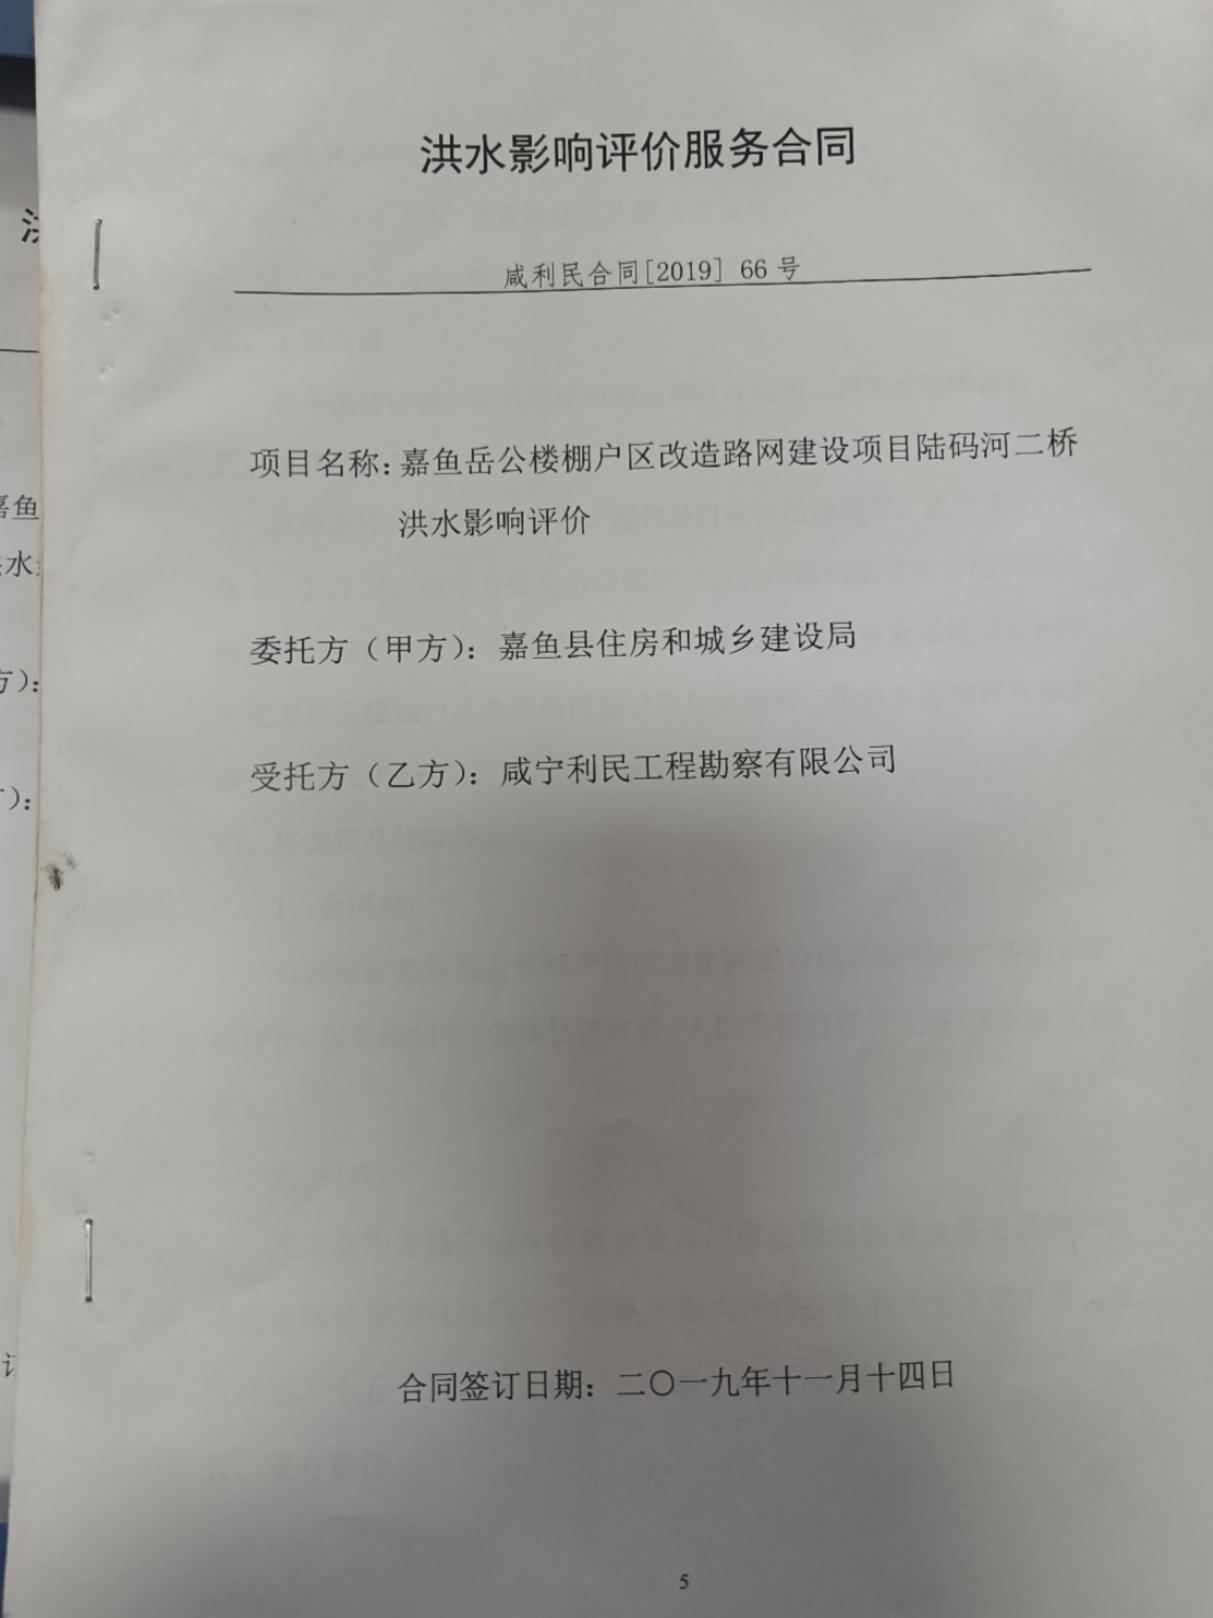 洪水影响评价服务合同
咸利民合同[2019] 66 号
项目名称：嘉鱼岳公楼棚户区改造路网建设项目陆码河二桥
洪水影响评价
委托方（甲方）：嘉鱼县住房和城乡建设局
受托方（乙方）：咸宁利民工程勘察有限公司
合同签订日期：二〇一九年十一月十四日
5